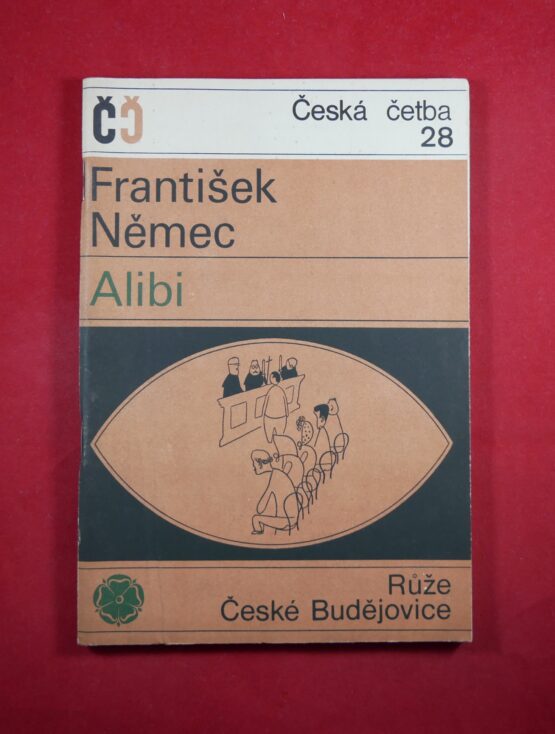 ČČ
Česká četba
28
František
Němec
Alibi
Růže
České Budějovice